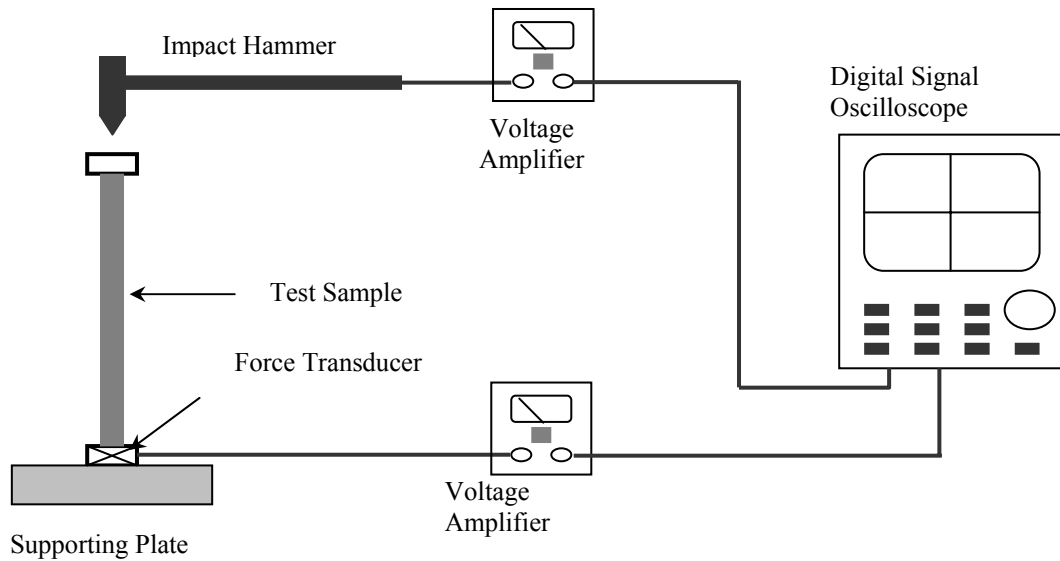 Impact Hammer
Digital Signal
Oscilloscope
Voltage
Amplifier
Test Sample
Force Transducer
Voltage
Amplifier
Supporting Plate